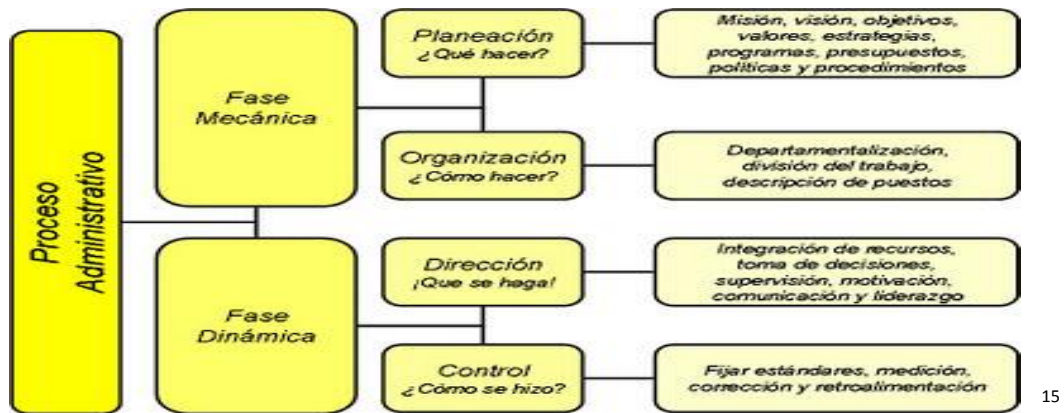 Proceso
Administrativo
Fase
Mecánica
Planeación
¿Qué hacer?
Misión, visión, objetivos,
valores, estrategias,
programas, presupuestos,
políticas y procedimientos
Organización
¿Cómo hacer?
Departamentalización,
división del trabajo,
descripción de puestos
Fase
Dinámica
Dirección
¡Que se haga!
Integración de recursos,
toma de decisiones,
supervisión, motivación,
comunicación y liderazgo
Control
¿Cómo se hizo?
Fijar estándares, medición,
corrección y retroalimentación
15